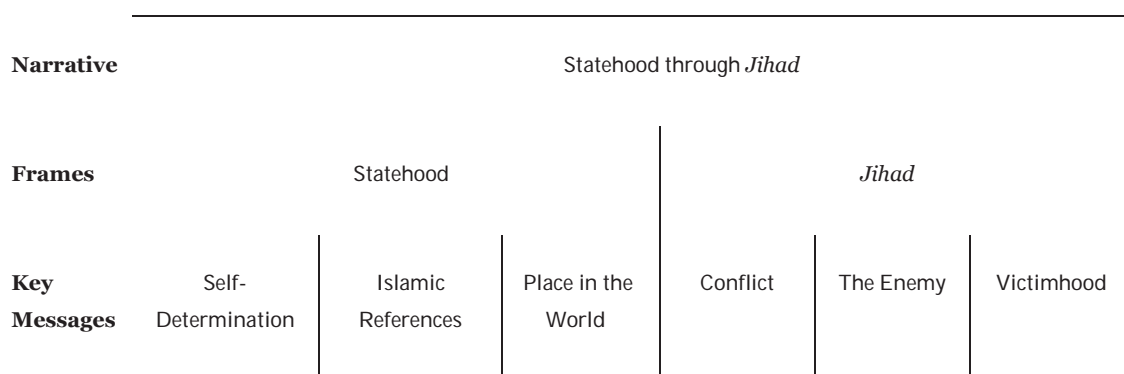 Narrative Statehood through Jihad
Frames Statehood Jihad
Key Self- Islamic Place in the Conflict The Enemy Victimhood
Messages Determination References World